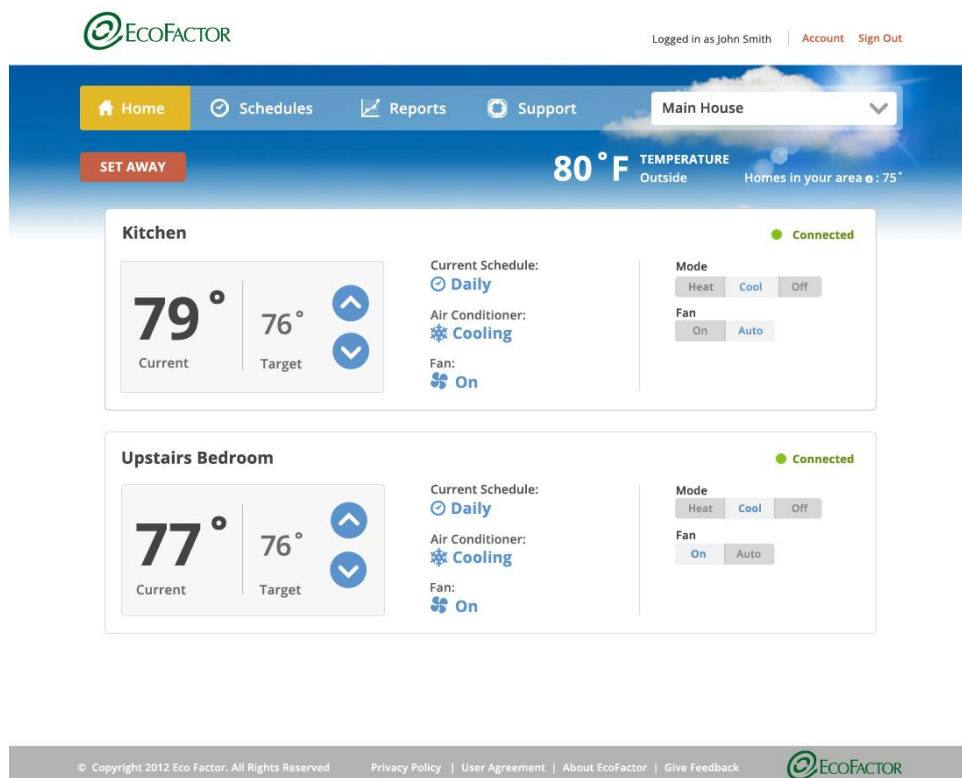 ECOFACTOR
Logged in as John Smith | Account Sign Out
Home Schedules Reports Support Main House
SET AWAY
80°F TEMPERATURE
Outside
Homes in your area : 75°
Kitchen
Connected
79° Current
76° Target
Current Schedule:
Daily
Air Conditioner:
Cooling
Fan:
On
Mode
Heat Cool Off
Fan
On Auto
Upstairs Bedroom
Connected
77° Current
76° Target
Current Schedule:
Daily
Air Conditioner:
Cooling
Fan:
On
Mode
Heat Cool Off
Fan
On Auto
© Copyright 2012 Eco Factor. All Rights Reserved Privacy Policy | User Agreement | About EcoFactor | Give Feedback
ECOFACTOR